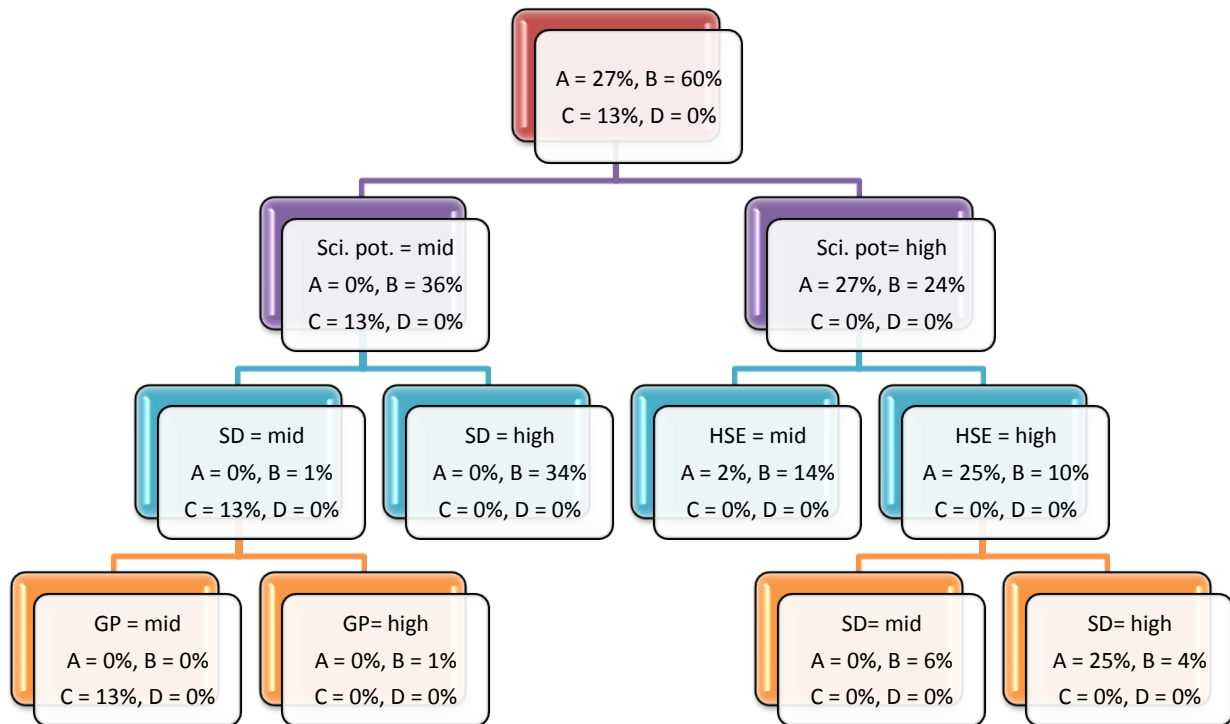 A = 27%, B = 60%
C = 13%, D = 0%
Sci. pot. = mid
A = 0%, B = 36%
C = 13%, D = 0%
Sci. pot= high
A = 27%, B = 24%
C = 0%, D = 0%
SD = mid
A = 0%, B = 1%
C = 13%, D = 0%
SD = high
A = 0%, B = 34%
C = 0%, D = 0%
HSE = mid
A = 2%, B = 14%
C = 0%, D = 0%
HSE = high
A = 25%, B = 10%
C = 0%, D = 0%
GP = mid
A = 0%, B = 0%
C = 13%, D = 0%
GP= high
A = 0%, B = 1%
C = 0%, D = 0%
SD= mid
A = 0%, B = 6%
C = 0%, D = 0%
SD= high
A = 25%, B = 4%
C = 0%, D = 0%